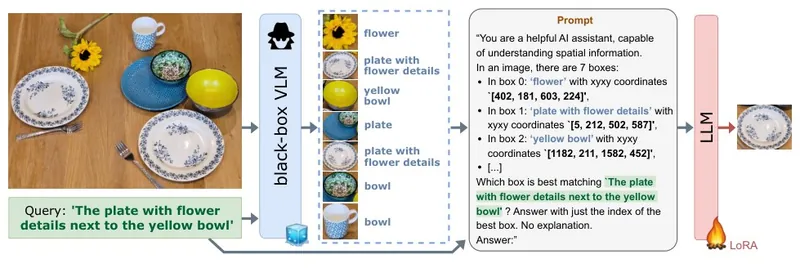 Query: 'The plate with flower
details next to the yellow bowl'
black-box VLM
flower
plate with
flower details
yellow
bowl
plate
plate with
flower details
bowl
bowl
Prompt
"You are a helpful AI assistant, capable
of understanding spatial information.
In an image, there are 7 boxes:
• In box 0: 'flower' with xyxy coordinates
`[402, 181, 603, 224]',
• In box 1: 'plate with flower details' with
xyxy coordinates `[5, 212, 502, 587]',
• In box 2: 'yellow bowl' with xyxy
coordinates `[1182, 211, 1582, 452]',
• [...]
Which box is best matching `The plate
with flower details next to the yellow
bowl' ? Answer with just the index of the
best box. No explanation.
Answer:"
LLM
LoRA